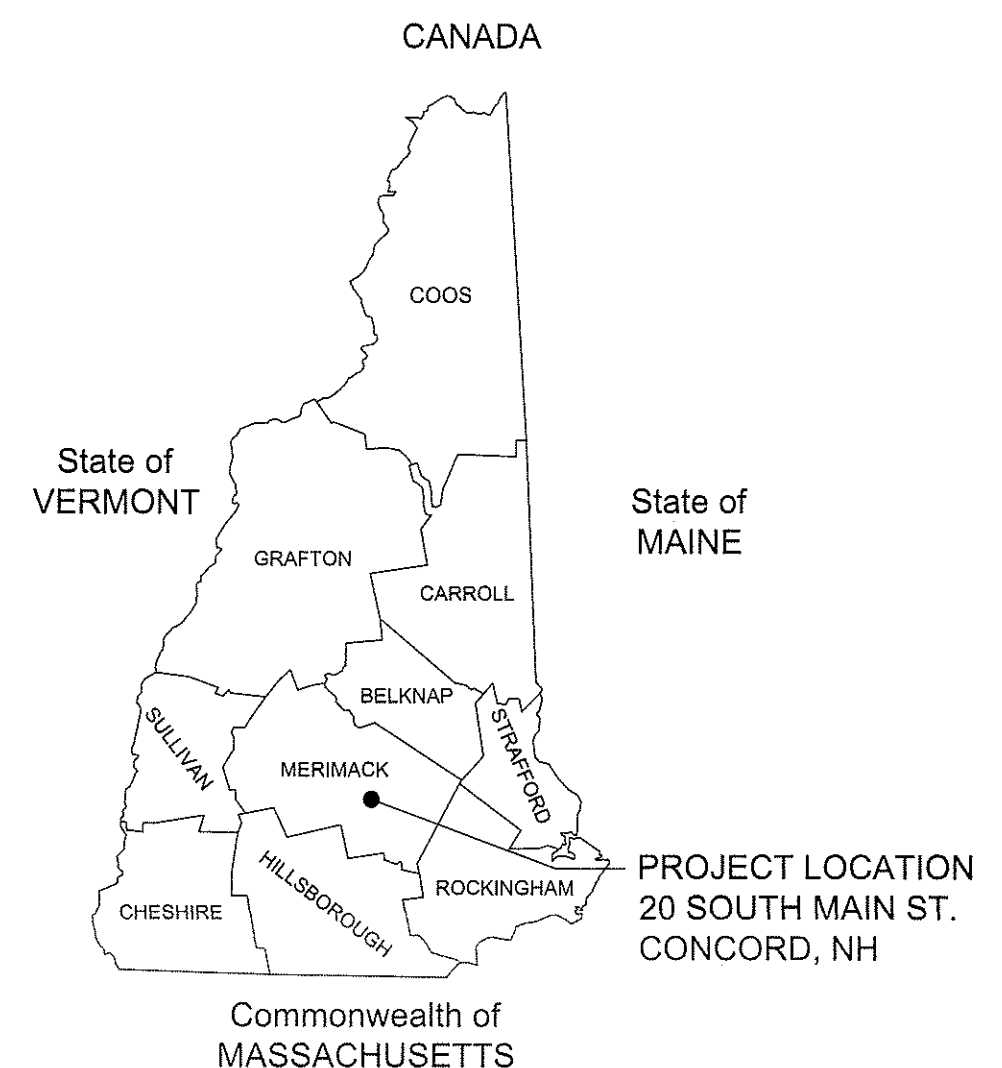 CANADA
COOS
State of
VERMONT
State of
MAINE
GRAFTON
CARROLL
BELKNAP
STRAFFORD
SULLIVAN
MERIMACK
HILLSBOROUGH
ROCKINGHAM
CHESHIRE
PROJECT LOCATION
20 SOUTH MAIN ST.
CONCORD, NH
Commonwealth of
MASSACHUSETTS